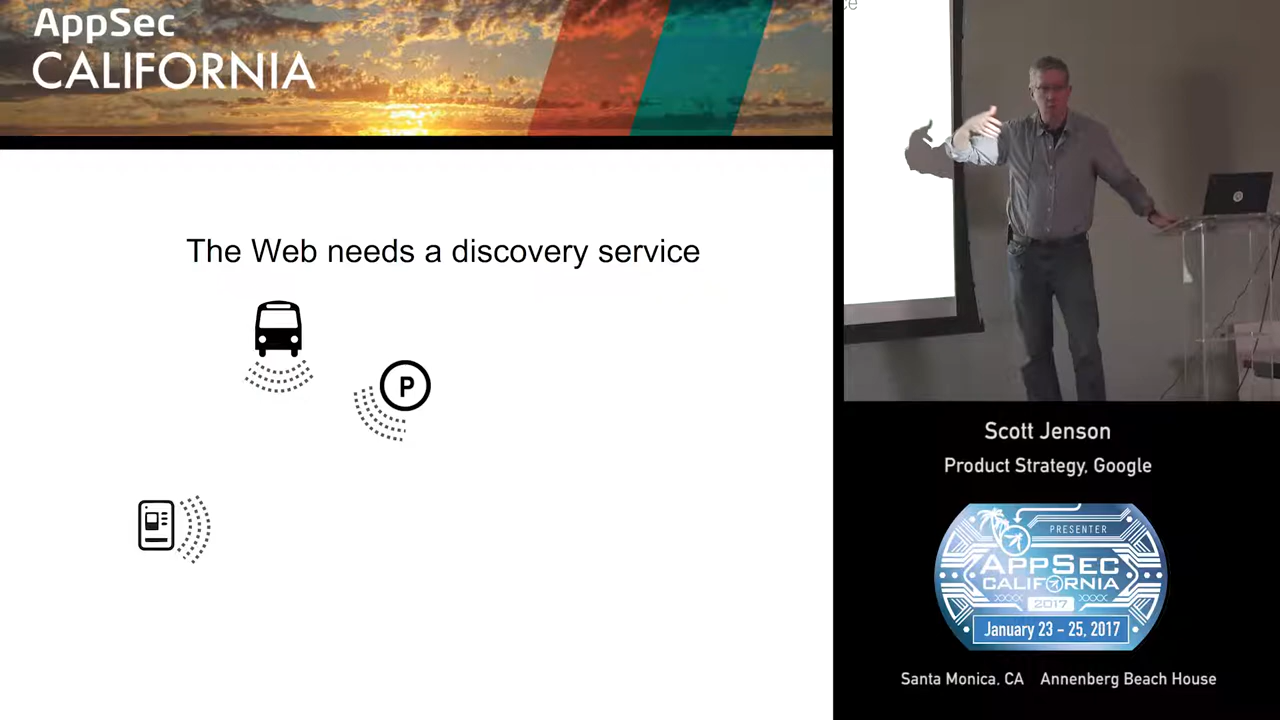 AppSec
CALIFORNIA
The Web needs a discovery service
P
ce
Scott Jenson
Product Strategy, Google
PRESENTER
APPSEC
CALIFORNIA
2017
January 23 - 25, 2017
Santa Monica, CA Annenberg Beach House